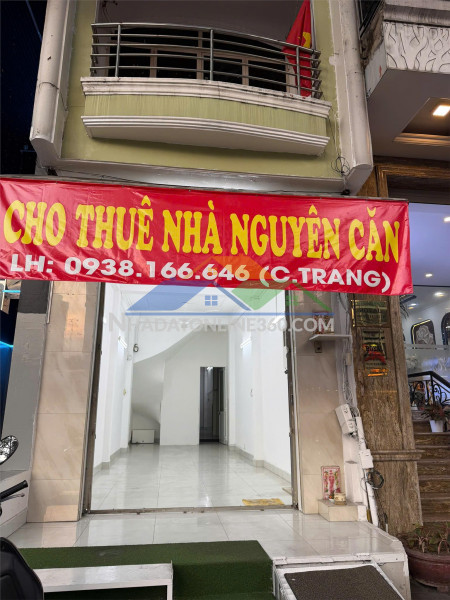 CHO THUÊ NHÀ NGUYÊN CĂN
LH: 0938.166.646 (C.TRANG)
NHADATONLINE360.COM